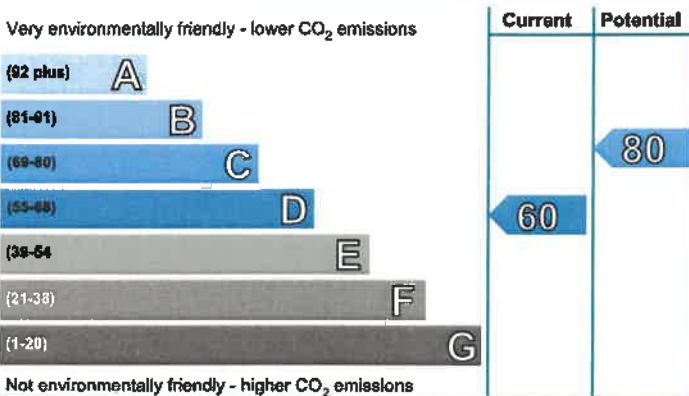 Current Potential
Very environmentally friendly - lower CO₂ emissions
(92 plus) A
(81-91) B
80
(69-80) C
(55-68) D
60
(39-54 E
(21-38) F
(1-20) G
Not environmentally friendly - higher CO₂ emissions